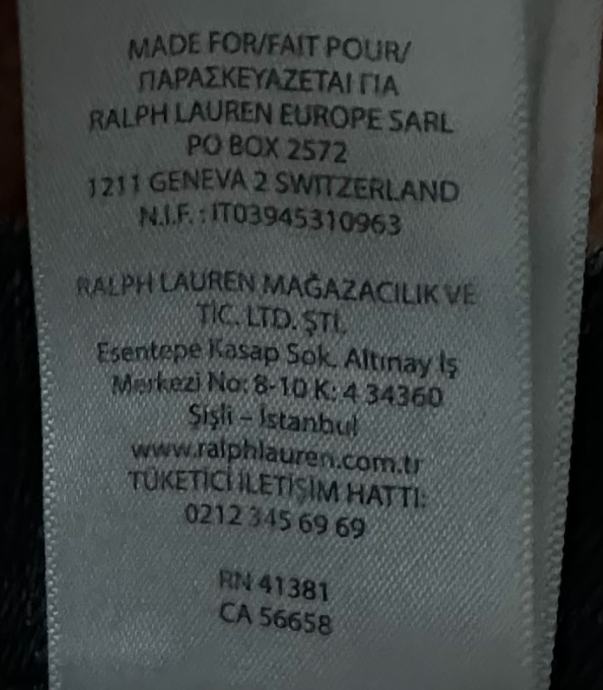 MADE FOR/FAIT POUR/
ΠΑΡΑΣΚΕΥΑΖΕΤΑΙ ΓΙΑ
RALPH LAUREN EUROPE SARL
PO BOX 2572
1211 GENEVA 2 SWITZERLAND
N.I.F. : IT03945310963
RALPH LAUREN MAĞAZACILIK VE
TİC. LTD. ŞTİ.
Esentepe Kasap Sok. Altınay İş
Merkezi No: 8-10 K: 4 34360
Şişli – İstanbul
www.ralphlauren.com.tr
TÜKETİCİ İLETİŞİM HATTI:
0212 345 69 69
RN 41381
CA 56658